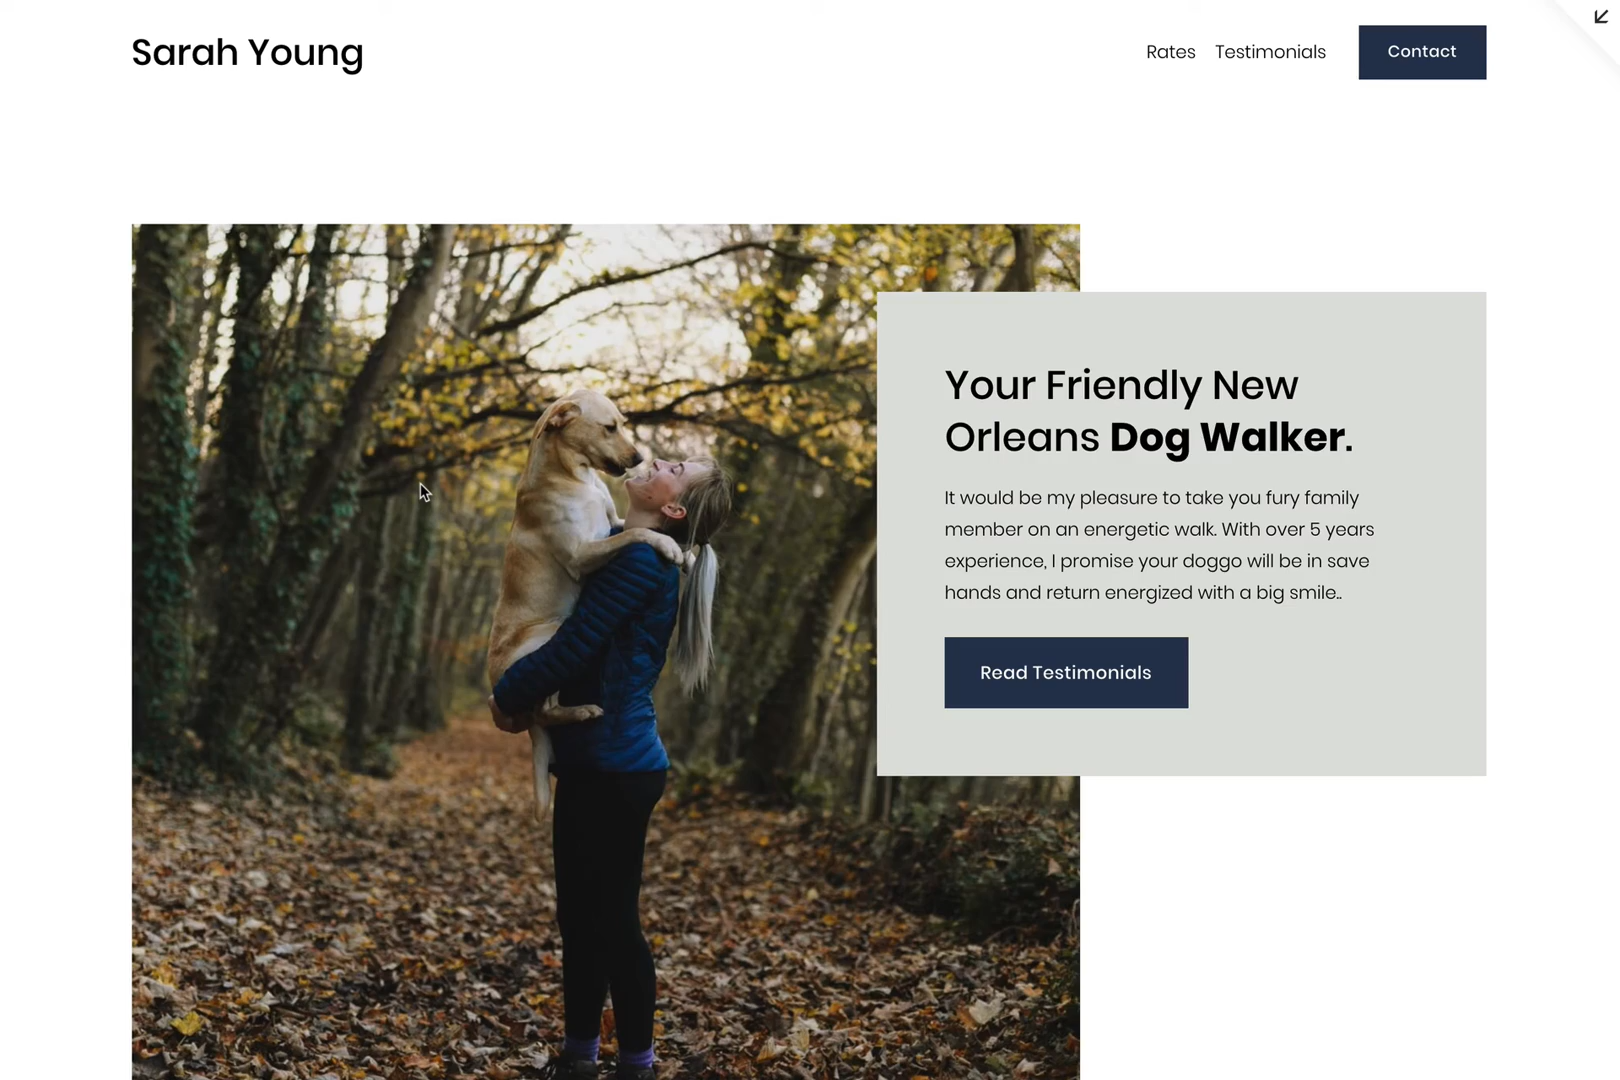 Sarah Young
Rates
Testimonials
Contact
Your Friendly New
Orleans Dog Walker.
It would be my pleasure to take you fury family
member on an energetic walk. With over 5 years
experience, I promise your doggo will be in save
hands and return energized with a big smile..
Read Testimonials